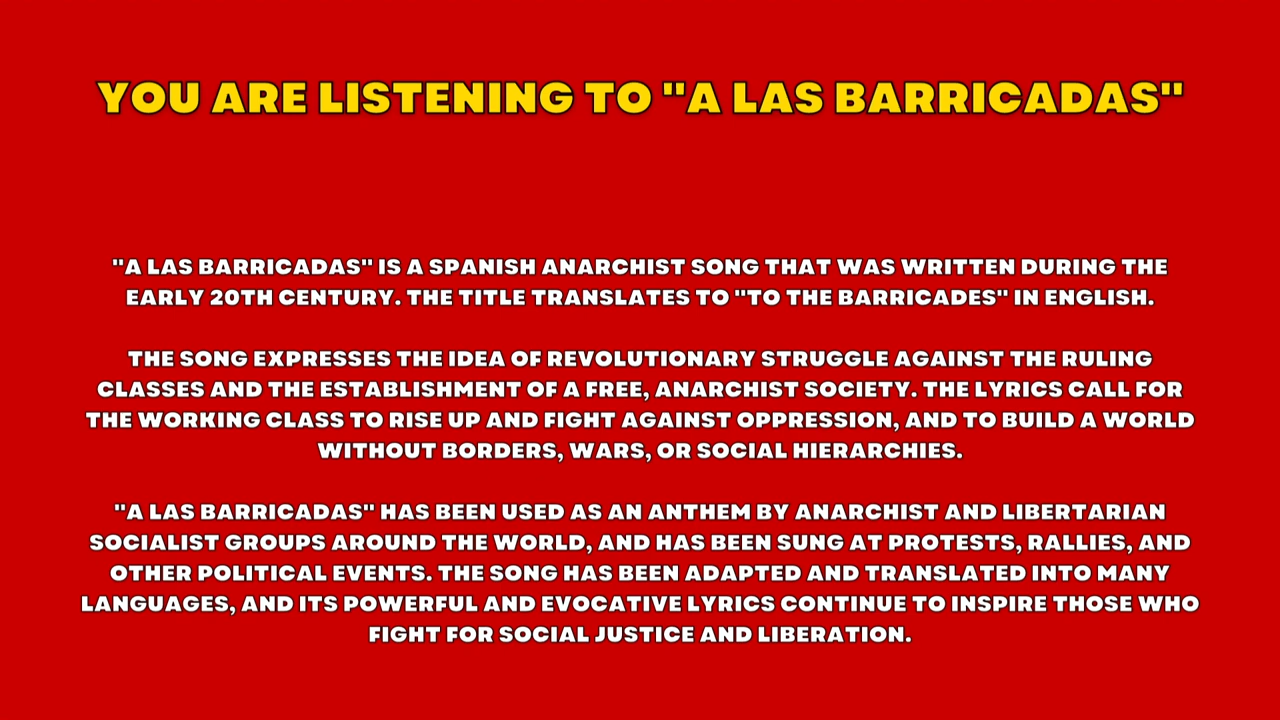 YOU ARE LISTENING TO "A LAS BARRICADAS"
"A LAS BARRICADAS" IS A SPANISH ANARCHIST SONG THAT WAS WRITTEN DURING THE
EARLY 20TH CENTURY. THE TITLE TRANSLATES TO "TO THE BARRICADES" IN ENGLISH.
THE SONG EXPRESSES THE IDEA OF REVOLUTIONARY STRUGGLE AGAINST THE RULING
CLASSES AND THE ESTABLISHMENT OF A FREE, ANARCHIST SOCIETY. THE LYRICS CALL FOR
THE WORKING CLASS TO RISE UP AND FIGHT AGAINST OPPRESSION, AND TO BUILD A WORLD
WITHOUT BORDERS, WARS, OR SOCIAL HIERARCHIES.
"A LAS BARRICADAS" HAS BEEN USED AS AN ANTHEM BY ANARCHIST AND LIBERTARIAN
SOCIALIST GROUPS AROUND THE WORLD, AND HAS BEEN SUNG AT PROTESTS, RALLIES, AND
OTHER POLITICAL EVENTS. THE SONG HAS BEEN ADAPTED AND TRANSLATED INTO MANY
LANGUAGES, AND ITS POWERFUL AND EVOCATIVE LYRICS CONTINUE TO INSPIRE THOSE WHO
FIGHT FOR SOCIAL JUSTICE AND LIBERATION.